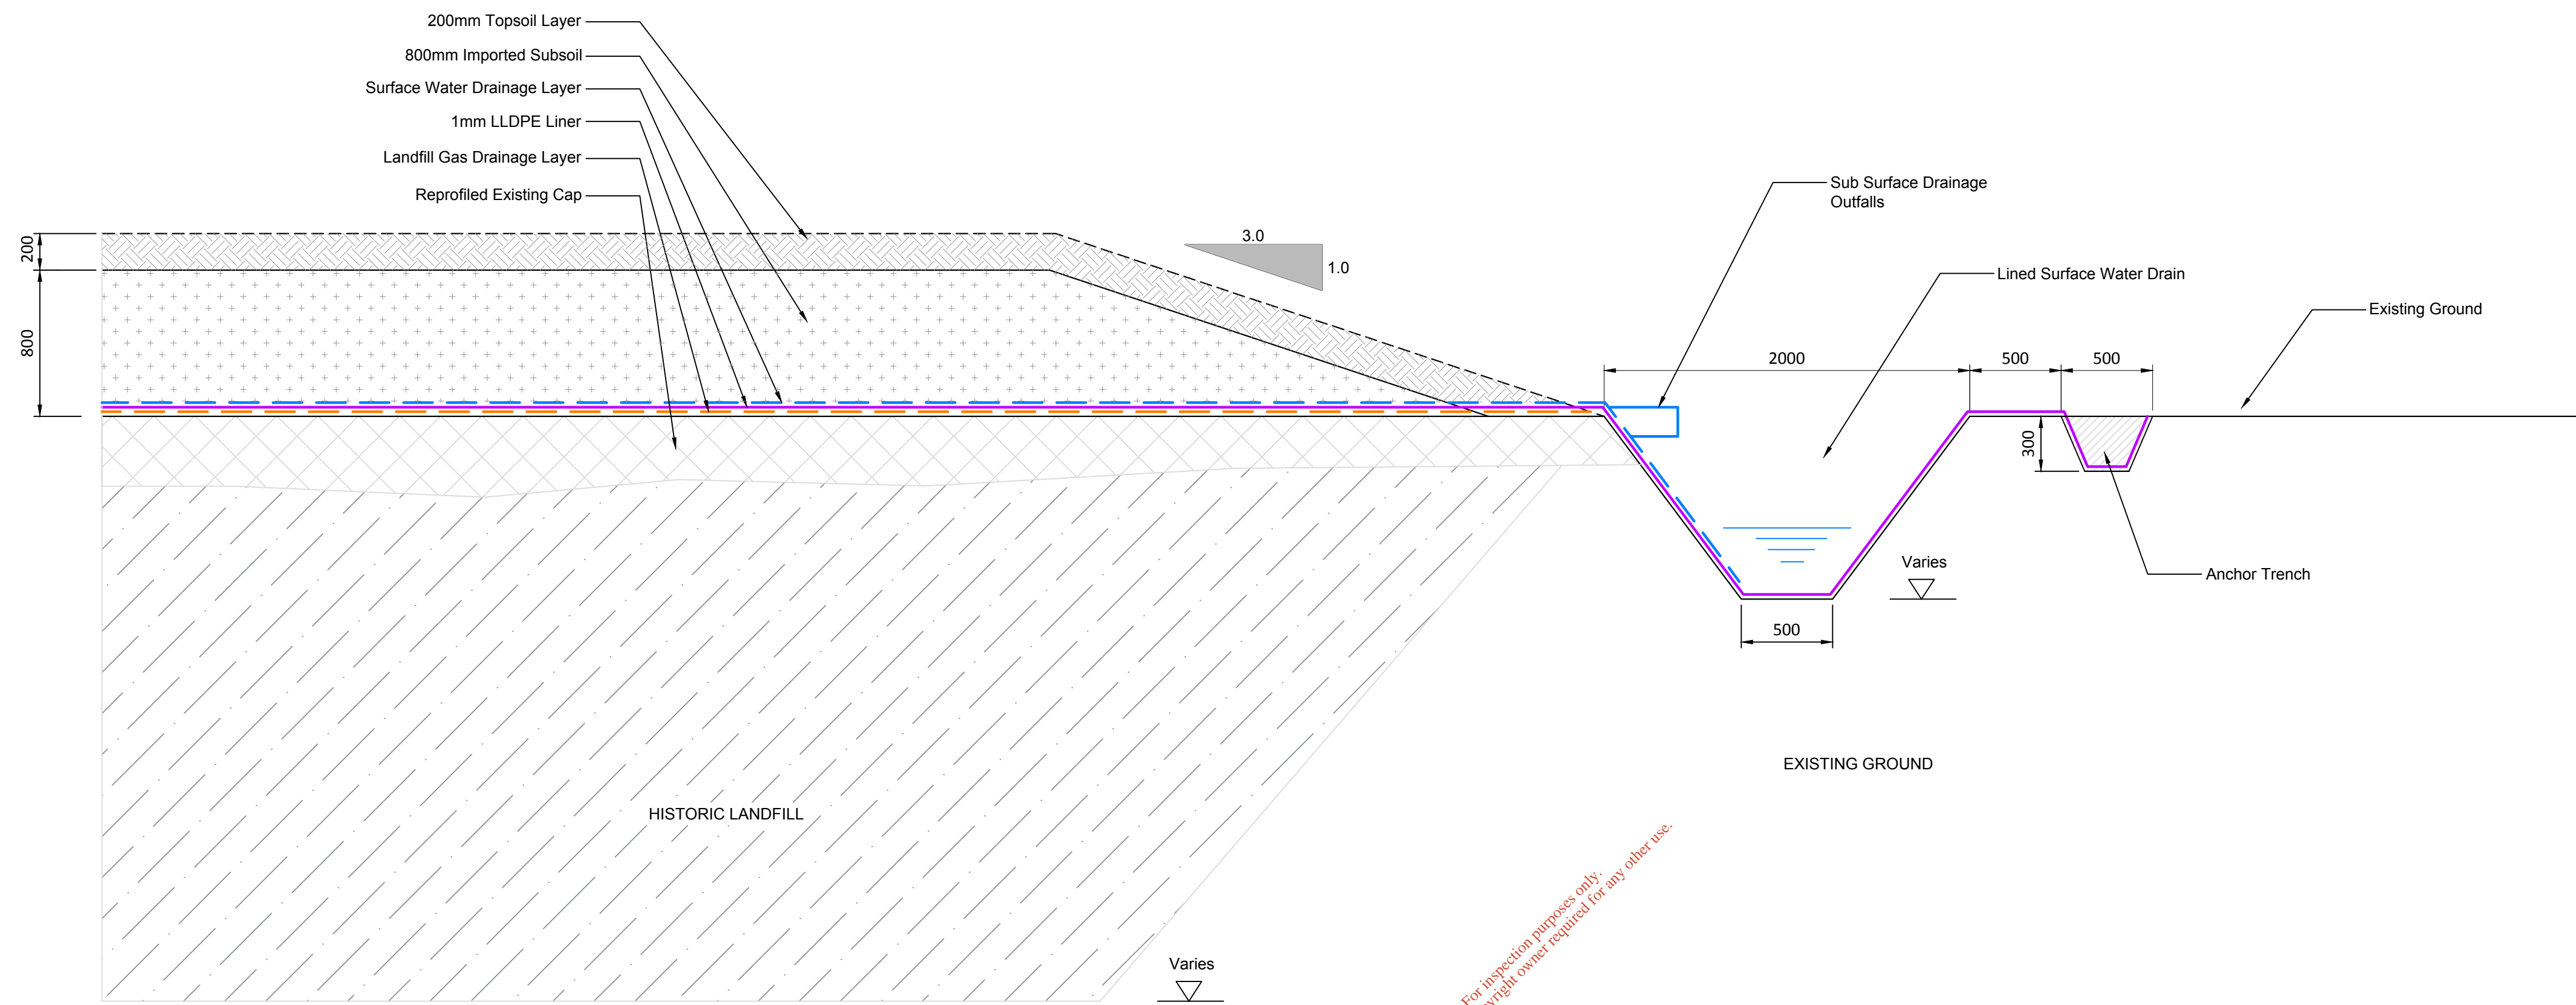 200mm Topsoil Layer
800mm Imported Subsoil
Surface Water Drainage Layer
1mm LLDPE Liner
Landfill Gas Drainage Layer
Reprofiled Existing Cap
Sub Surface Drainage
Outfalls
200
3.0
1.0
Lined Surface Water Drain
Existing Ground
800
2000
500
500
300
Varies
Anchor Trench
500
EXISTING GROUND
HISTORIC LANDFILL
For inspection purposes only.
owner required for any other use.
Varies